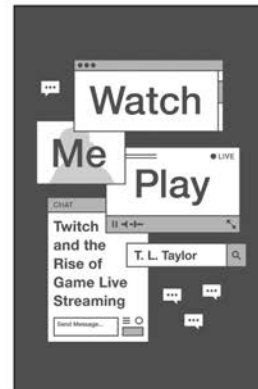 Watch
Me
LIVE
Play
CHAT
Twitch
and the
Rise of
Game Live
Streaming
T. L. Taylor
Send Message...